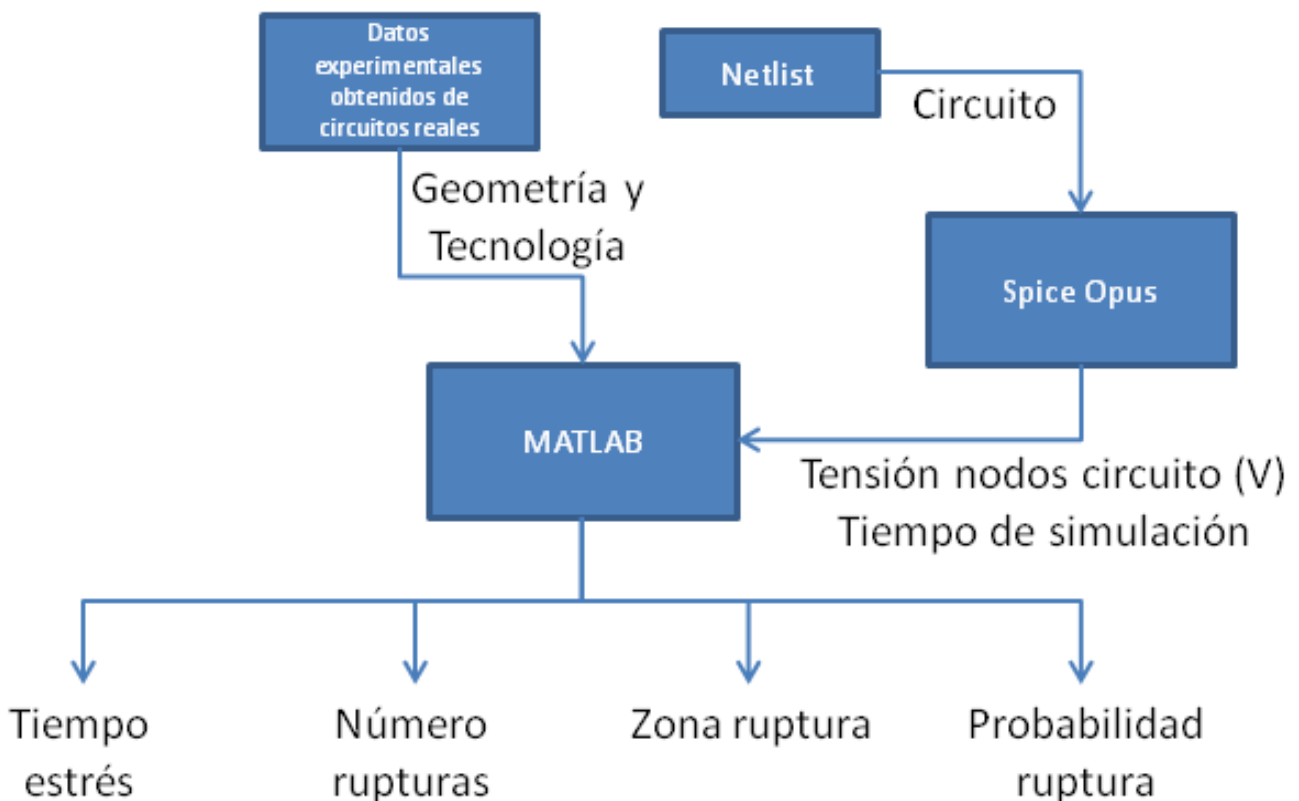 Datos
experimentales
obtenidos de
circuitos reales
Netlist
Circuito
Geometría y
Tecnología
Spice Opus
MATLAB
Tensión nodos circuito (V)
Tiempo de simulación
Tiempo
estrés
Número
rupturas
Zona ruptura
Probabilidad
ruptura